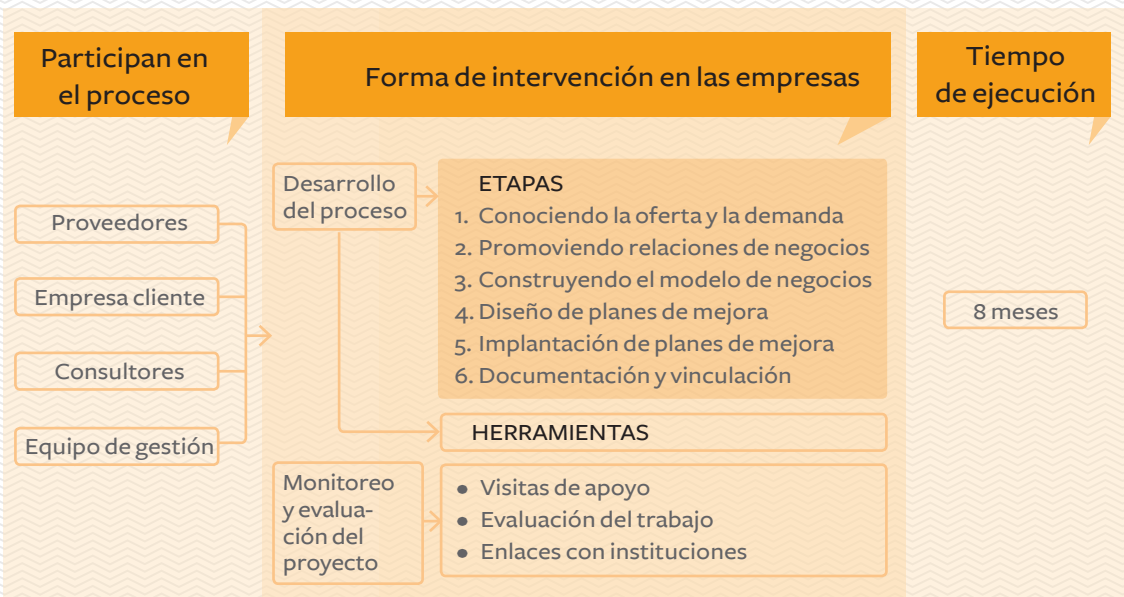 Participan en
el proceso
Forma de intervención en las empresas
Tiempo
de ejecución
Proveedores
Empresa cliente
Consultores
Equipo de gestión
Desarrollo
del proceso
ETAPAS
1. Conociendo la oferta y la demanda
2. Promoviendo relaciones de negocios
3. Construyendo el modelo de negocios
4. Diseño de planes de mejora
5. Implantación de planes de mejora
6. Documentación y vinculación
HERRAMIENTAS
Monitoreo
y evalua-
ción del
proyecto
• Visitas de apoyo
• Evaluación del trabajo
• Enlaces con instituciones
8 meses